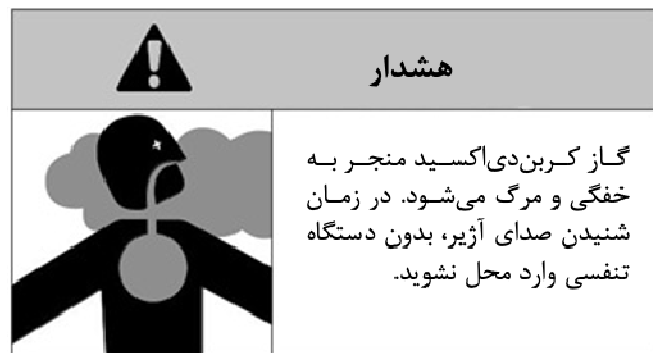 هشدار
گاز کربن‌دی‌اکسید منجر به
خفگی و مرگ می‌شود. در زمان
شنیدن صدای آژیر، بدون دستگاه
تنفسی وارد محل نشوید.